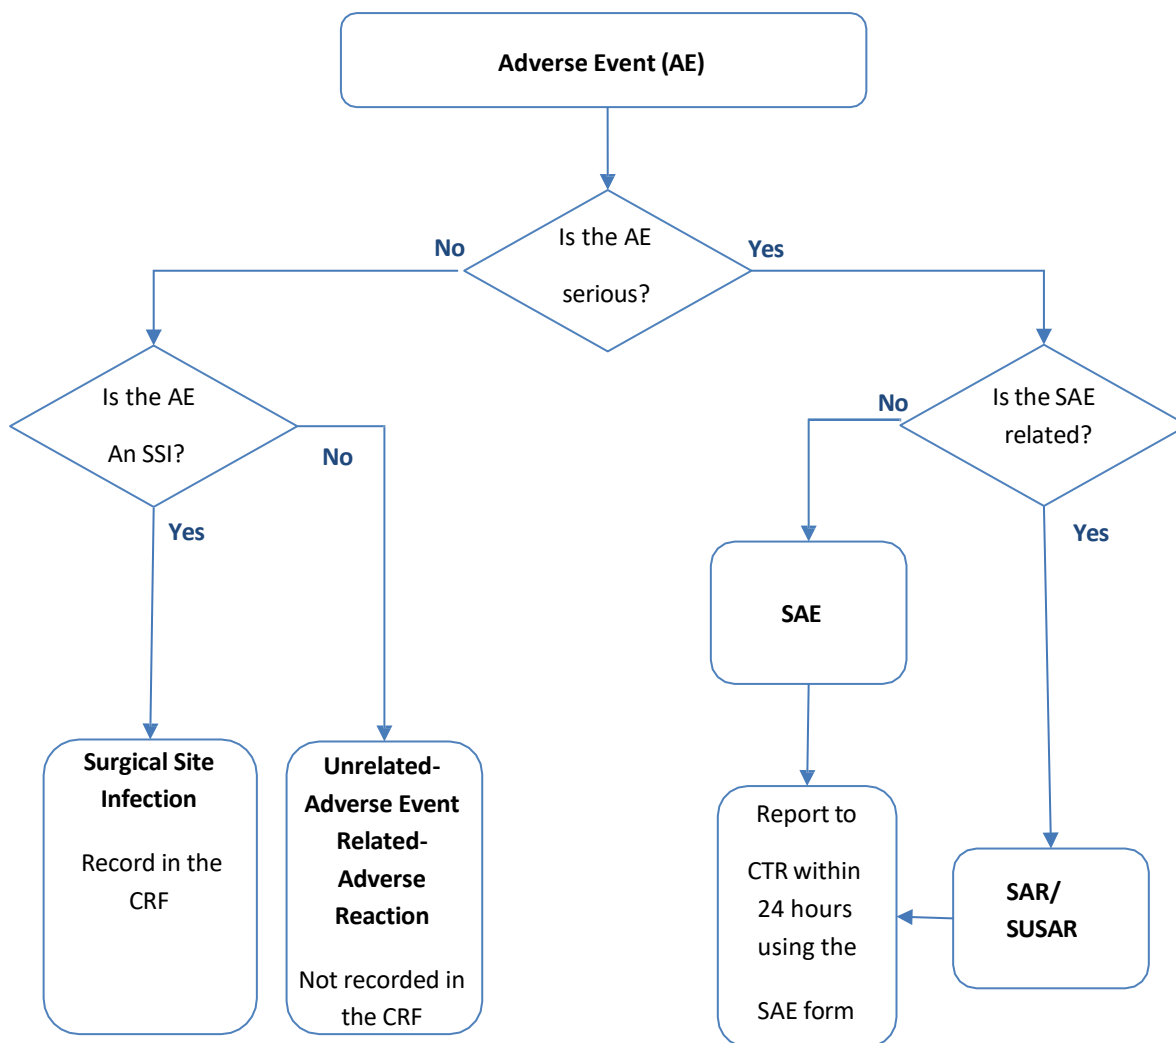 Adverse Event (AE)
Is the AE
serious?
No
Yes
Is the AE
An SSI?
No
Yes
Is the SAE
related?
No
Yes
SAE
Surgical Site
Infection
Record in the
CRF
Unrelated-
Adverse Event
Related-
Adverse
Reaction
Not recorded in
the CRF
Report to
CTR within
24 hours
using the
SAE form
SAR/
SUSAR